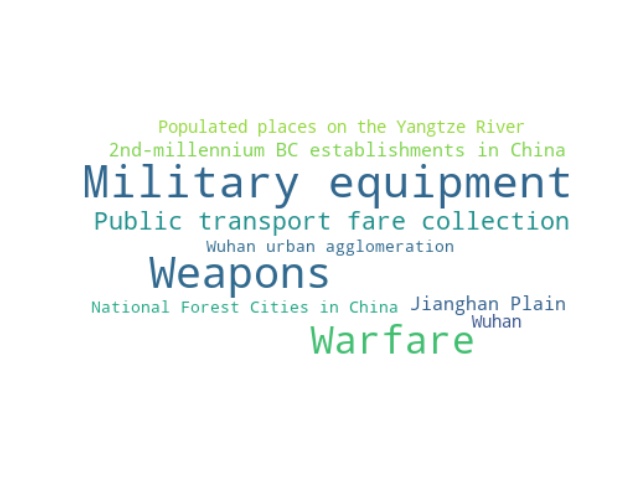 Populated places on the Yangtze River
2nd-millennium BC establishments in China
Military equipment
Public transport fare collection
Wuhan urban agglomeration
Weapons
National Forest Cities in China
Jianghan Plain
Wuhan
Warfare